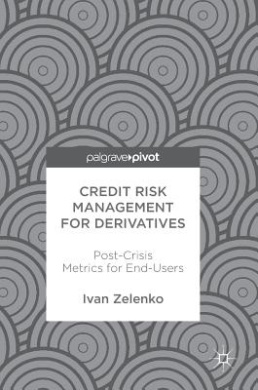 palgrave▸pivot
CREDIT RISK
MANAGEMENT
FOR DERIVATIVES
Post-Crisis
Metrics for End-Users
Ivan Zelenko